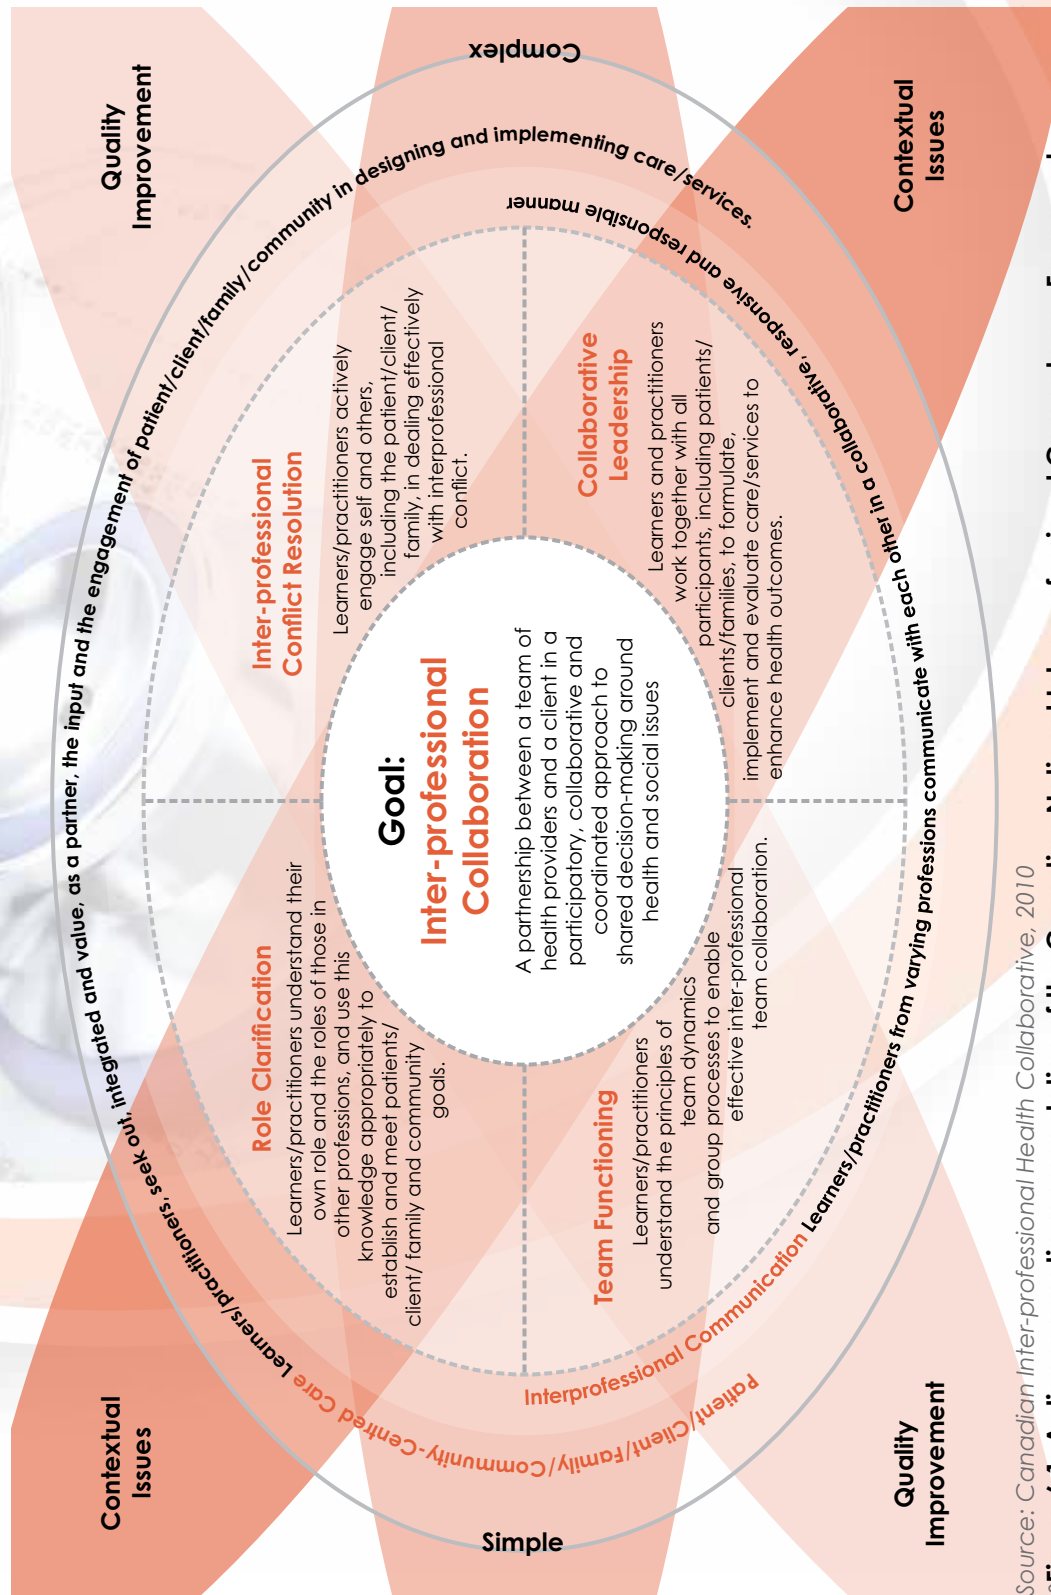 Contextual
Issues
Simple
Quality
Improvement
Quality
Improvement
Complex
Contextual
Issues
Patient/Client/Family/Community-Centred Care Learners/practitioners, seek out, integrated and value, as a partner, the input and the engagement of patient/client/family/community in designing and implementing care/services.
Interprofessional Communication Learners/practitioners from varying professions communicate with each other in a collaborative, responsive and responsible manner
Role Clarification
Learners/practitioners understand their
own role and the roles of those in
other professions, and use this
knowledge appropriately to
establish and meet patients/
client/ family and community
goals.
Inter-professional
Conflict Resolution
Learners/practitioners actively
engage self and others,
including the patient/client/
family, in dealing effectively
with interprofessional
conflict.
Goal:
Inter-professional
Collaboration
A partnership between a team of
health providers and a client in a
participatory, collaborative and
coordinated approach to
shared decision-making around
health and social issues
Team Functioning
Learners/practitioners
understand the principles of
team dynamics
and group processes to enable
effective inter-professional
team collaboration.
Collaborative
Leadership
Learners and practitioners
work together with all
participants, including patients/
clients/families, to formulate,
implement and evaluate care/services to
enhance health outcomes.
Source: Canadian Inter-professional Health Collaborative, 2010